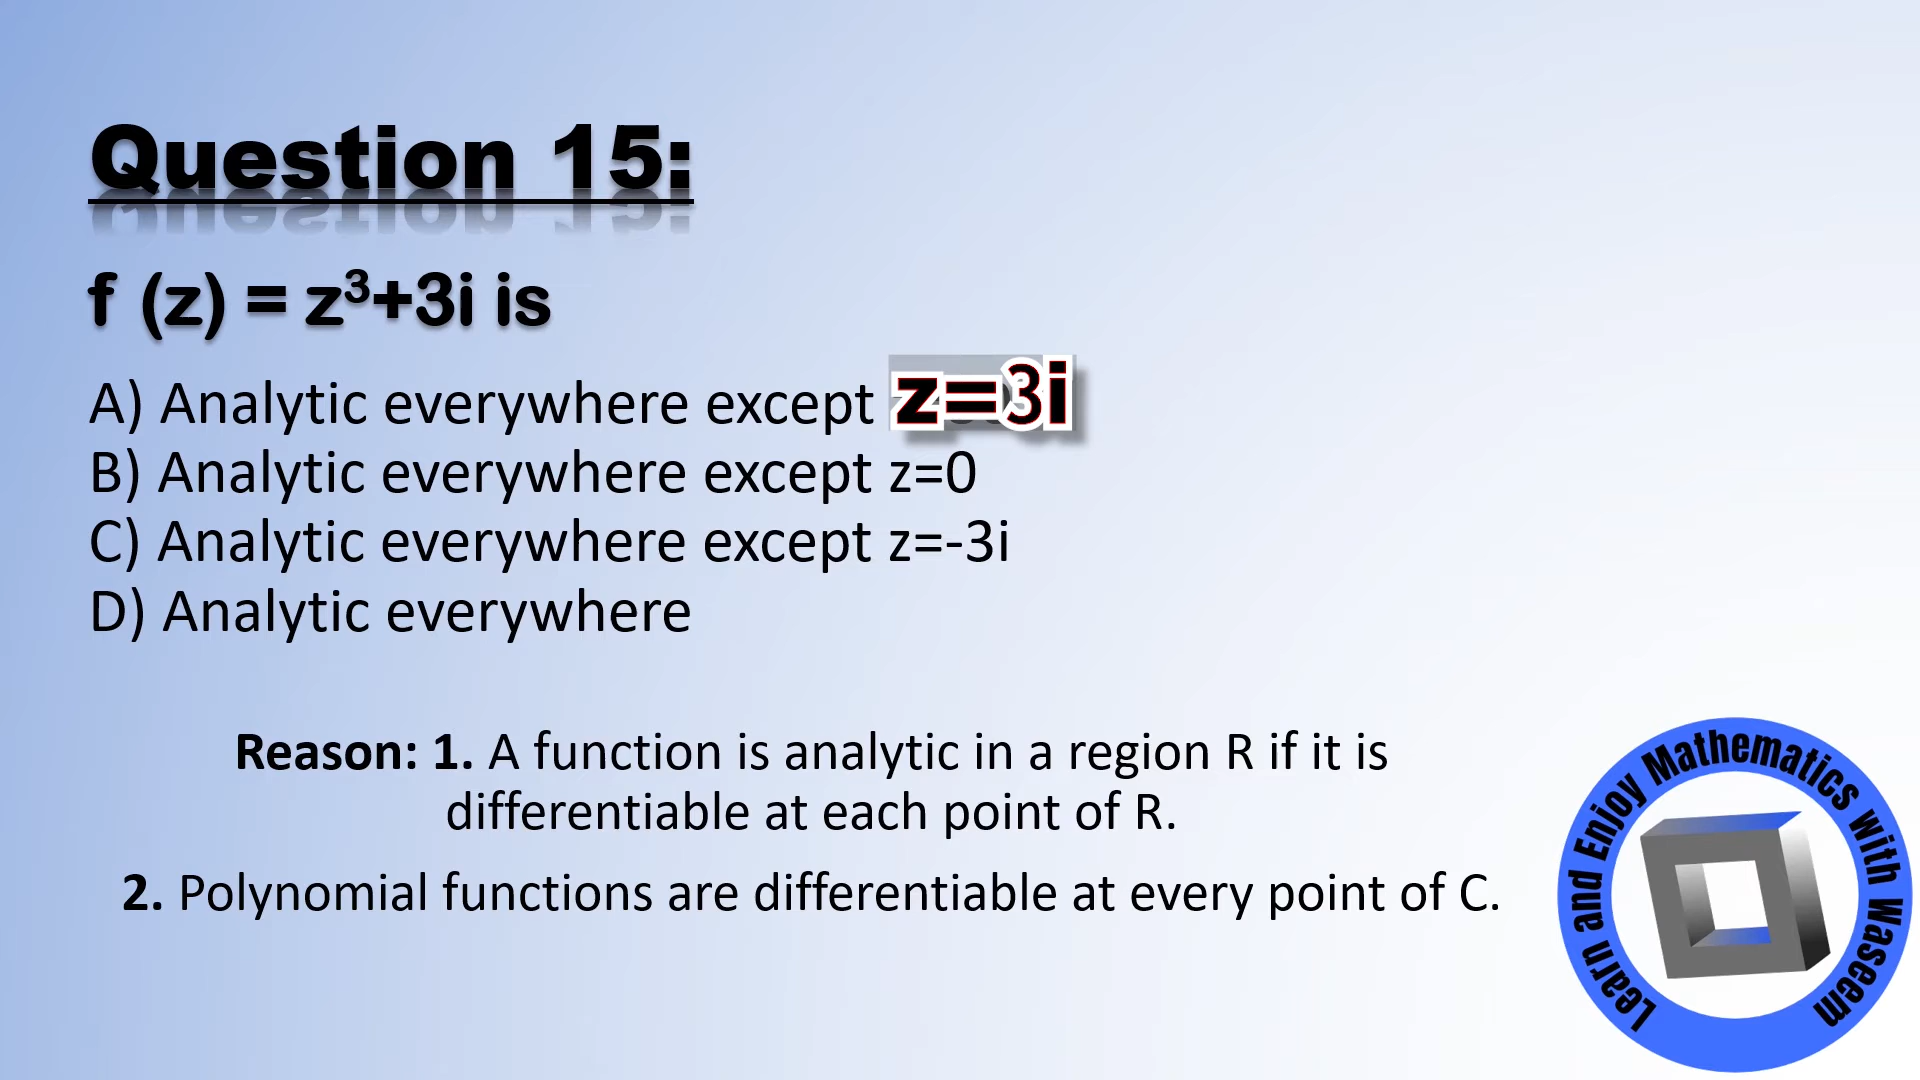 Question 15:
f (z) = z³+3i is
A) Analytic everywhere except z=3i
B) Analytic everywhere except z=0
C) Analytic everywhere except z=-3i
D) Analytic everywhere
Reason: 1. A function is analytic in a region R if it is
differentiable at each point of R.
2. Polynomial functions are differentiable at every point of C.
Learn and Enjoy Mathematics with Waseem